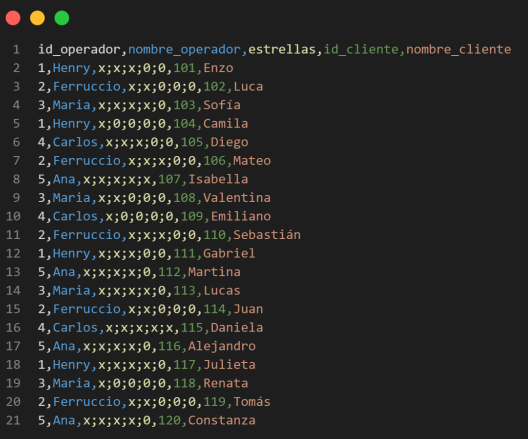 1 id_operador,nombre_operador,estrellas,id_cliente,nombre_cliente
2 1,Henry,x;x;x;0;0,101,Enzo
3 2,Ferruccio,x;x;0;0;0,102,Luca
4 3,Maria,x;x;x;x;0,103,Sofía
5 1,Henry,x;0;0;0;0,104,Camila
6 4,Carlos,x;x;x;0;0,105,Diego
7 2,Ferruccio,x;x;x;0;0,106,Mateo
8 5,Ana,x;x;x;x;x,107,Isabella
9 3,Maria,x;x;0;0;0,108,Valentina
10 4,Carlos,x;0;0;0;0,109,Emiliano
11 2,Ferruccio,x;x;x;0;0,110,Sebastián
12 1,Henry,x;x;x;0;0,111,Gabriel
13 5,Ana,x;x;x;x;0,112,Martina
14 3,Maria,x;x;x;x;0,113,Lucas
15 2,Ferruccio,x;x;0;0;0,114,Juan
16 4,Carlos,x;x;x;x;x,115,Daniela
17 5,Ana,x;x;x;x;0,116,Alejandro
18 1,Henry,x;x;x;x;0,117,Julieta
19 3,Maria,x;0;0;0;0,118,Renata
20 2,Ferruccio,x;x;0;0;0,119,Tomás
21 5,Ana,x;x;x;x;0,120,Constanza